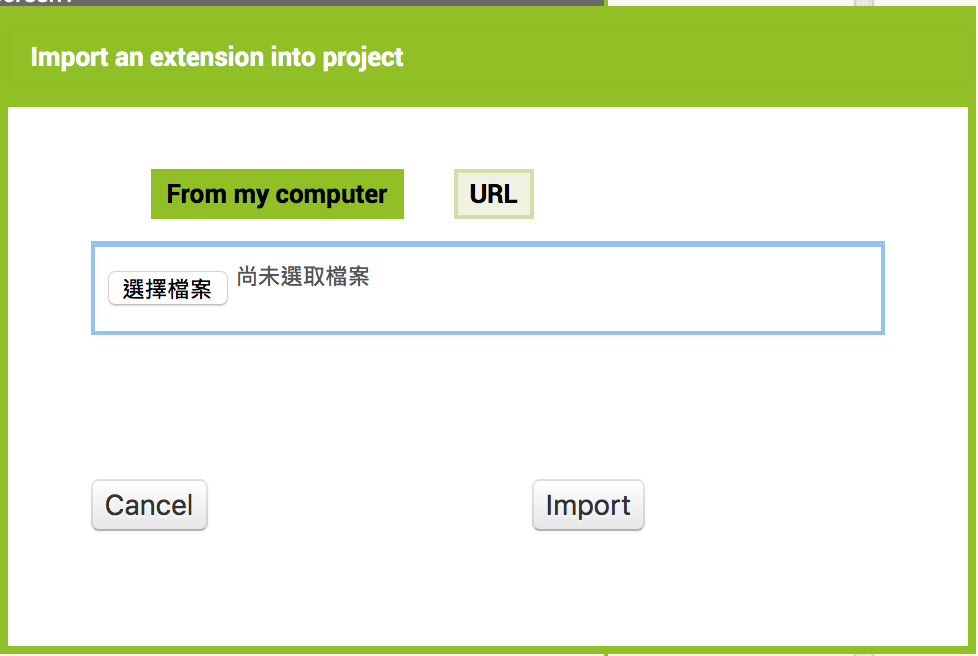 Import an extension into project
From my computer
URL
選擇檔案 尚未選取檔案
Cancel
Import